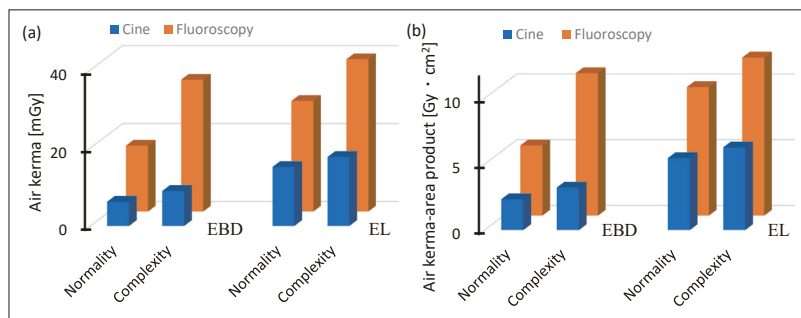 (a)
Cine Fluoroscopy
Air kerma [mGy]
40
20
0
Normality
Complexity
EBD
Normality
Complexity
EL
(b)
Cine Fluoroscopy
Air kerma-area product [Gy・cm²]
10
5
0
Normality
Complexity
EBD
Normality
Complexity
EL